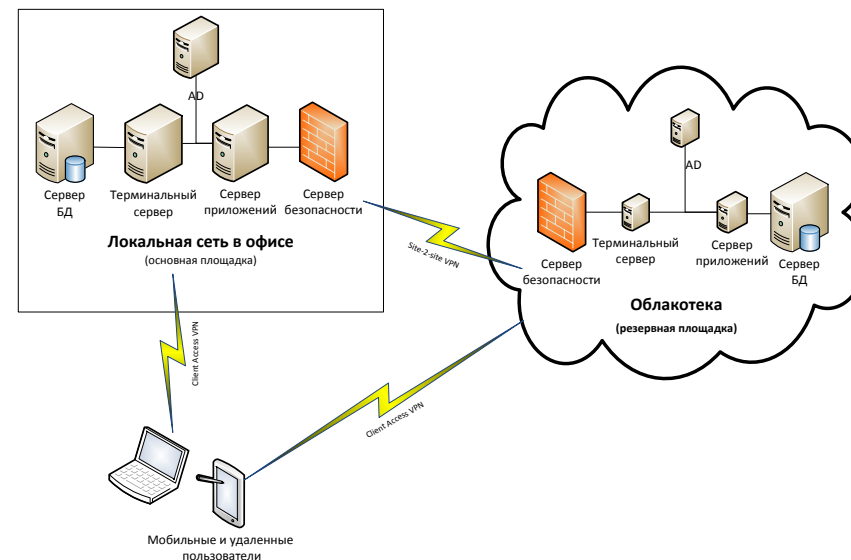 AD
Сервер
БД
Терминальный
сервер
Сервер
приложений
Сервер
безопасности
Локальная сеть в офисе
(основная площадка)
Site-2-site VPN
AD
Сервер
безопасности
Терминальный
сервер
Сервер
приложений
Сервер
БД
Облакотека
(резервная площадка)
Client Access VPN
Client Access VPN
Мобильные и удаленные
пользователи